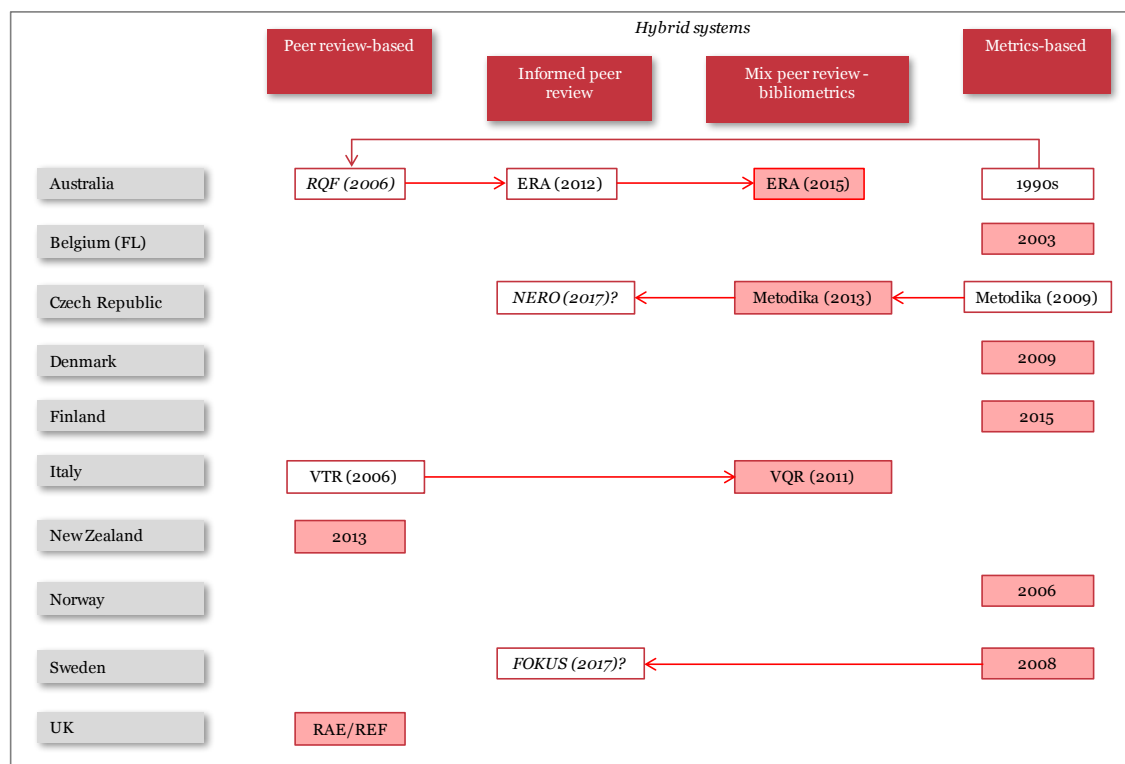 Hybrid systems
Peer review-based
Metrics-based
Informed peer
review
Mix peer review -
bibliometrics
Australia
RQF (2006)
ERA (2012)
ERA (2015)
1990s
Belgium (FL)
2003
Czech Republic
NERO (2017)?
Metodika (2013)
Metodika (2009)
Denmark
2009
Finland
2015
Italy
VTR (2006)
VQR (2011)
New Zealand
2013
Norway
2006
Sweden
FOKUS (2017)?
2008
UK
RAE/REF